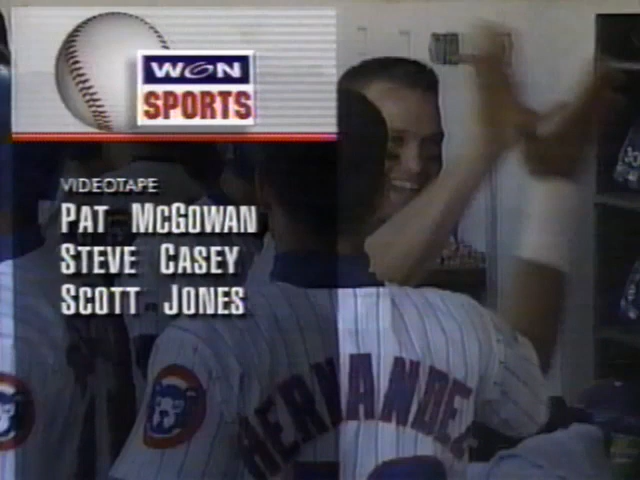 WGN
SPORTS
VIDEOTAPE
PAT McGOWAN
STEVE CASEY
SCOTT JONES
HERNANDEZ